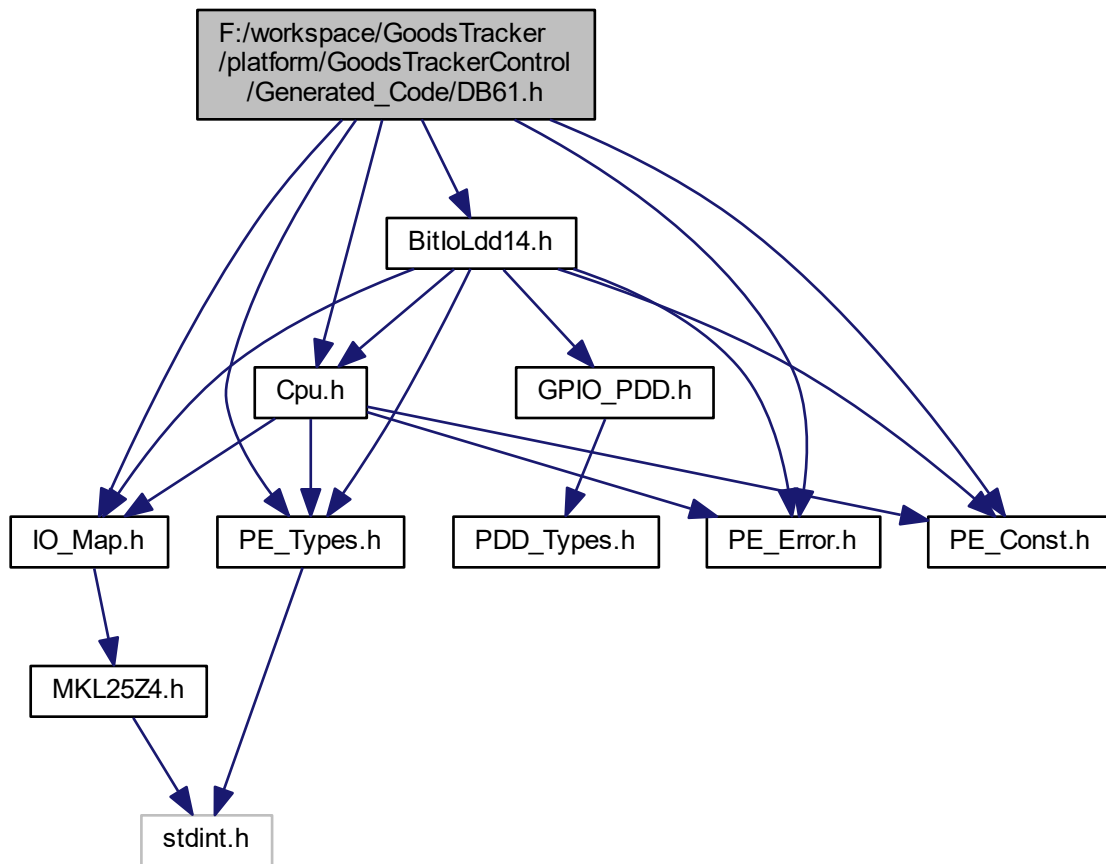 F:/workspace/GoodsTracker
/platform/GoodsTrackerControl
/Generated_Code/DB61.h
BitIoLdd14.h
Cpu.h
GPIO_PDD.h
IO_Map.h
PE_Types.h
PDD_Types.h
PE_Error.h
PE_Const.h
MKL25Z4.h
stdint.h